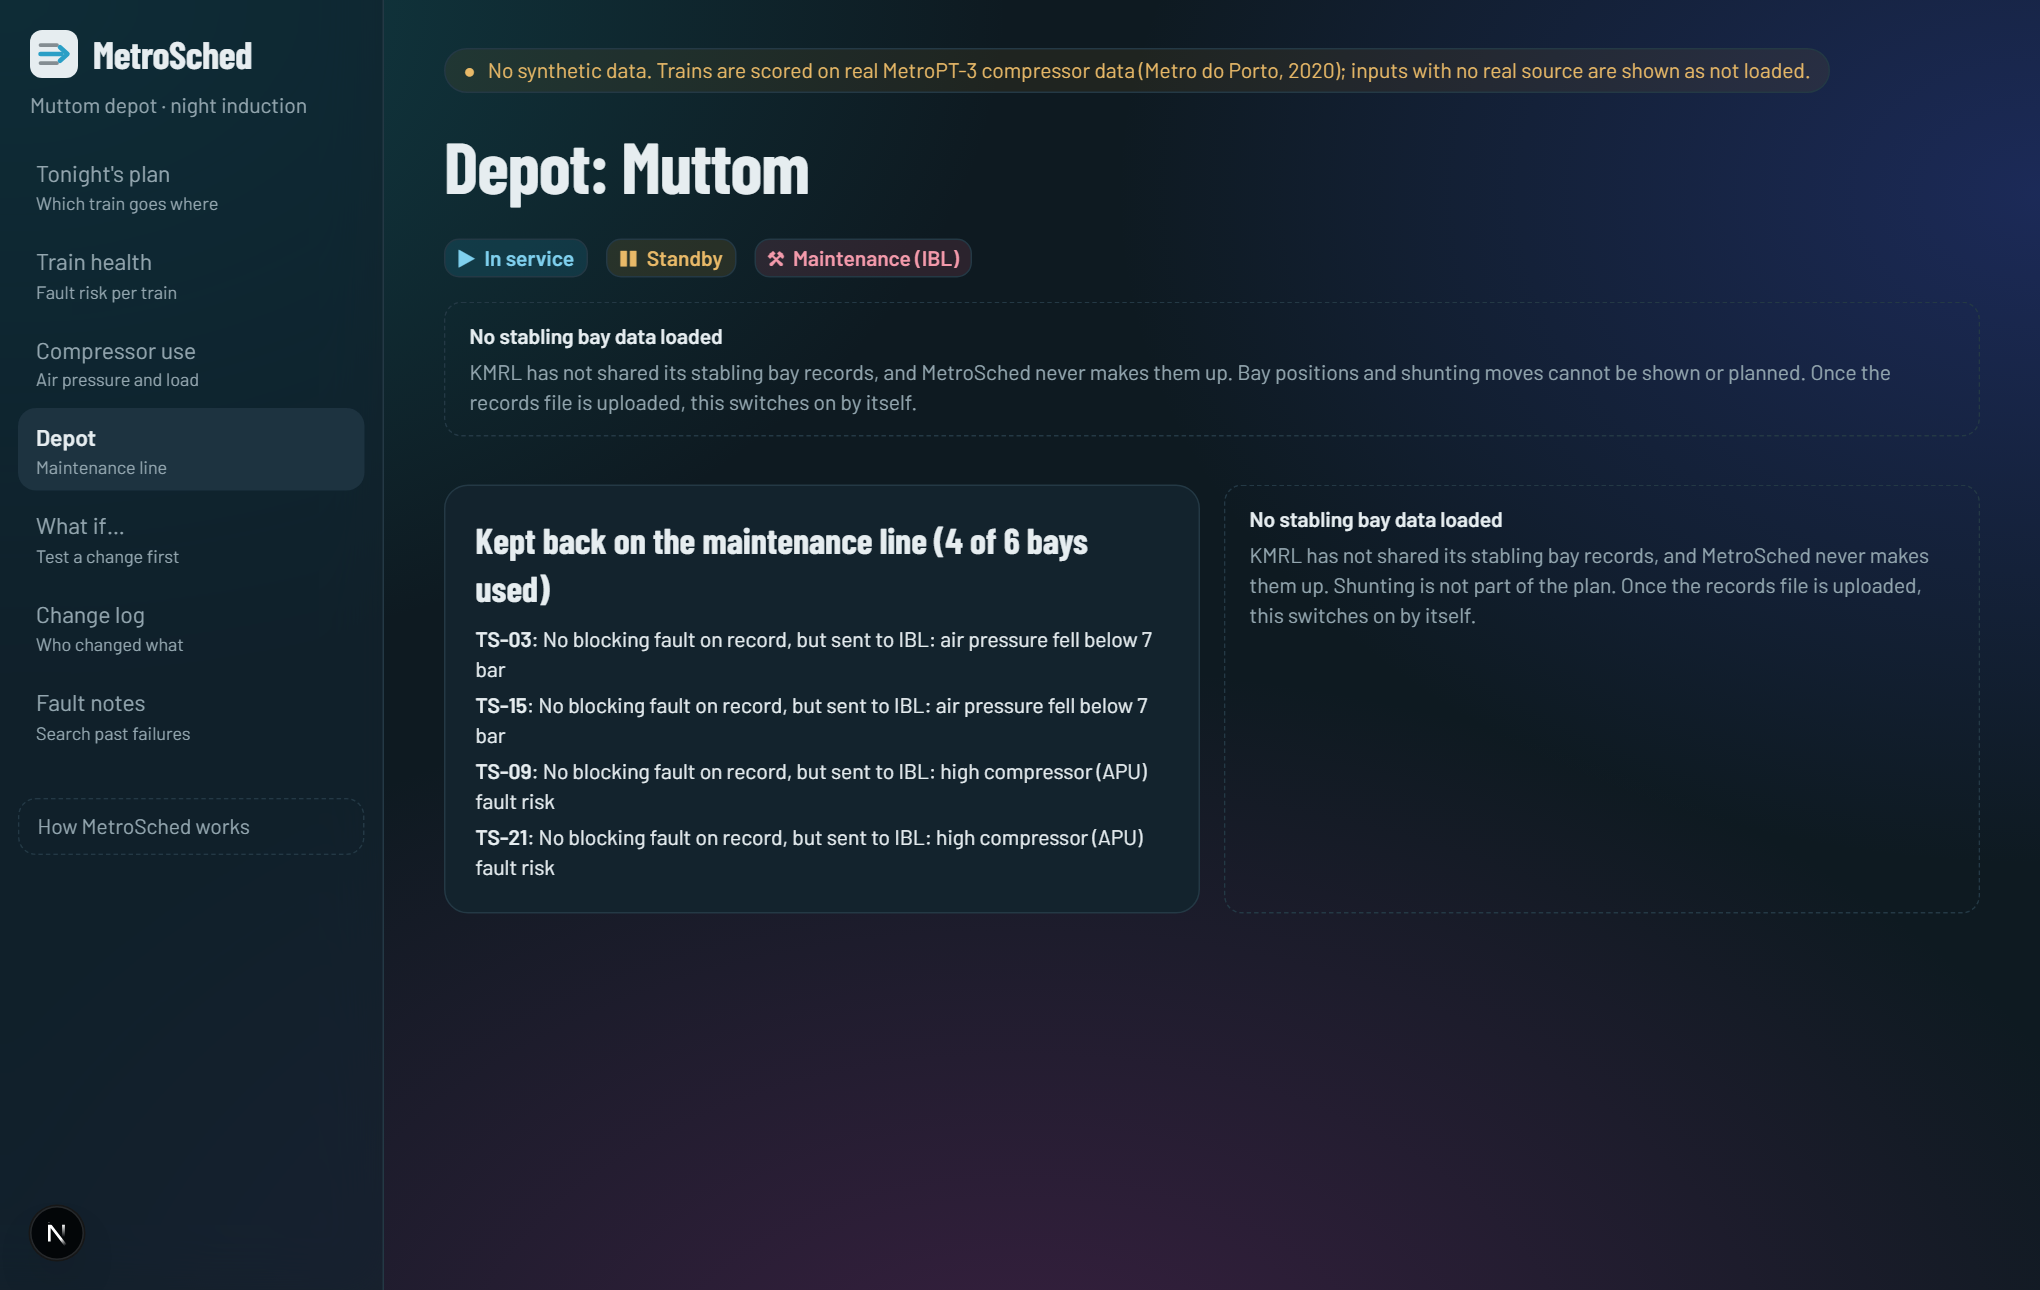 MetroSched
Muttom depot · night induction
Tonight's plan
Which train goes where
Train health
Fault risk per train
Compressor use
Air pressure and load
Depot
Maintenance line
What if...
Test a change first
Change log
Who changed what
Fault notes
Search past failures
How MetroSched works
N
No synthetic data. Trains are scored on real MetroPT-3 compressor data (Metro do Porto, 2020); inputs with no real source are shown as not loaded.
Depot: Muttom
In service
Standby
Maintenance (IBL)
No stabling bay data loaded
KMRL has not shared its stabling bay records, and MetroSched never makes them up. Bay positions and shunting moves cannot be shown or planned. Once the
records file is uploaded, this switches on by itself.
Kept back on the maintenance line (4 of 6 bays
used)
TS-03: No blocking fault on record, but sent to IBL: air pressure fell below 7
bar
TS-15: No blocking fault on record, but sent to IBL: air pressure fell below 7
bar
TS-09: No blocking fault on record, but sent to IBL: high compressor (APU)
fault risk
TS-21: No blocking fault on record, but sent to IBL: high compressor (APU)
fault risk
No stabling bay data loaded
KMRL has not shared its stabling bay records, and MetroSched never makes
them up. Shunting is not part of the plan. Once the records file is uploaded,
this switches on by itself.